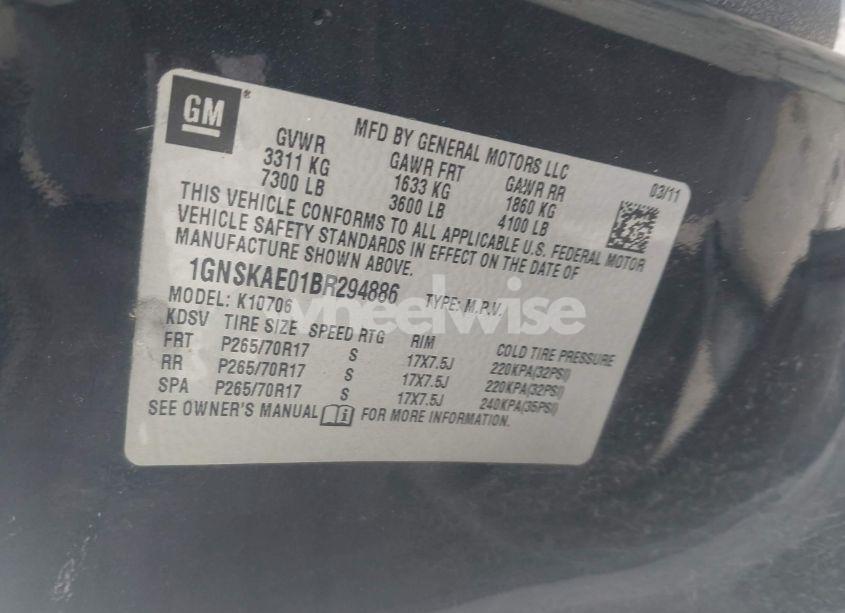 GM
MFD BY GENERAL MOTORS LLC
03/11
GVWR GAWR FRT GAWR RR
3311 KG 1633 KG 1860 KG
7300 LB 3600 LB 4100 LB
THIS VEHICLE CONFORMS TO ALL APPLICABLE U.S. FEDERAL MOTOR
VEHICLE SAFETY STANDARDS IN EFFECT ON THE DATE OF
MANUFACTURE SHOWN ABOVE.
1GNSKAE01BR294886 TYPE: M.P.V.
MODEL: K10706
wheelwise
KDSV TIRE SIZE SPEED RTG RIM COLD TIRE PRESSURE
FRT P265/70R17 S 17X7.5J 220KPA(32PSI)
RR P265/70R17 S 17X7.5J 220KPA(32PSI)
SPA P265/70R17 S 17X7.5J 240KPA(35PSI)
SEE OWNER'S MANUAL FOR MORE INFORMATION.